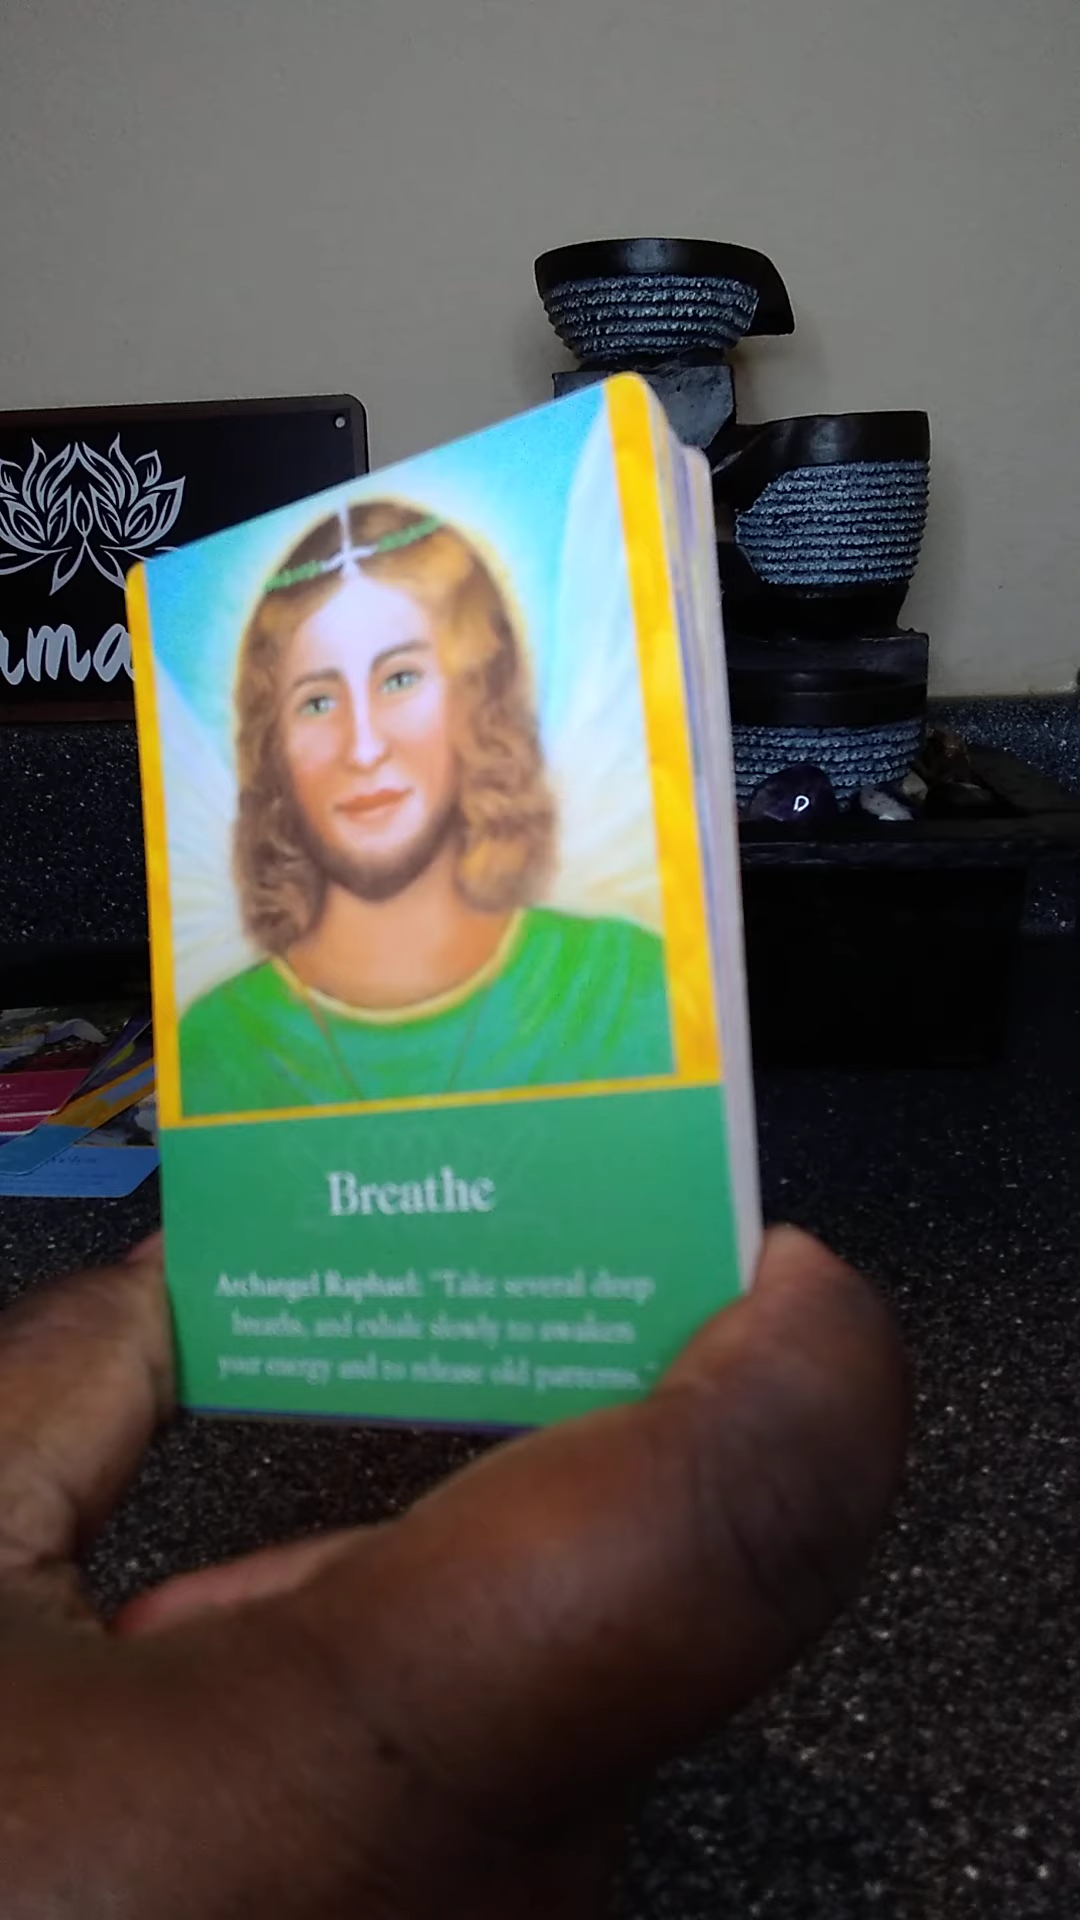 ama
Breathe
Archangel Raphael: "Take several deep
breaths, and exhale slowly to awaken
your energy and to release old patterns."